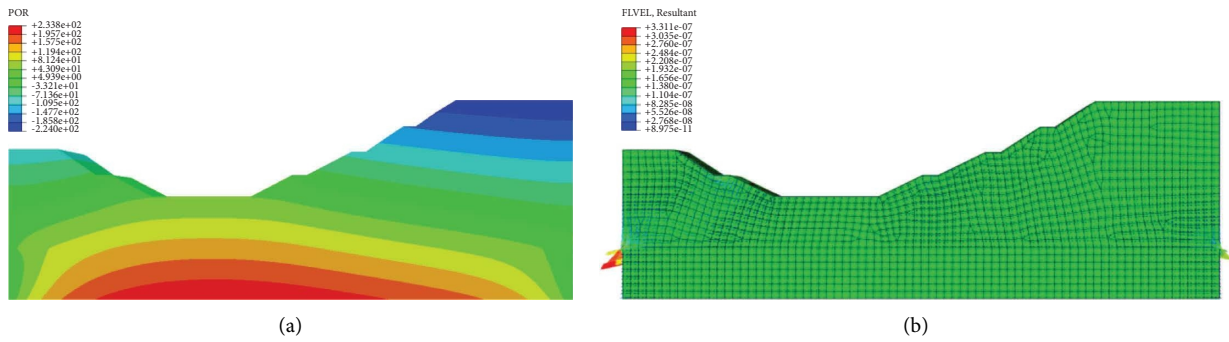 POR
+2.338e+02
+1.957e+02
+1.575e+02
+1.194e+02
+8.124e+01
+4.309e+01
+4.939e+00
-3.321e+01
-7.136e+01
-1.095e+02
-1.477e+02
-1.858e+02
-2.240e+02
(a)
FLVEL, Resultant
+3.311e-07
+3.035e-07
+2.760e-07
+2.484e-07
+2.208e-07
+1.932e-07
+1.656e-07
+1.380e-07
+1.104e-07
+8.285e-08
+5.526e-08
+2.768e-08
+8.975e-11
(b)